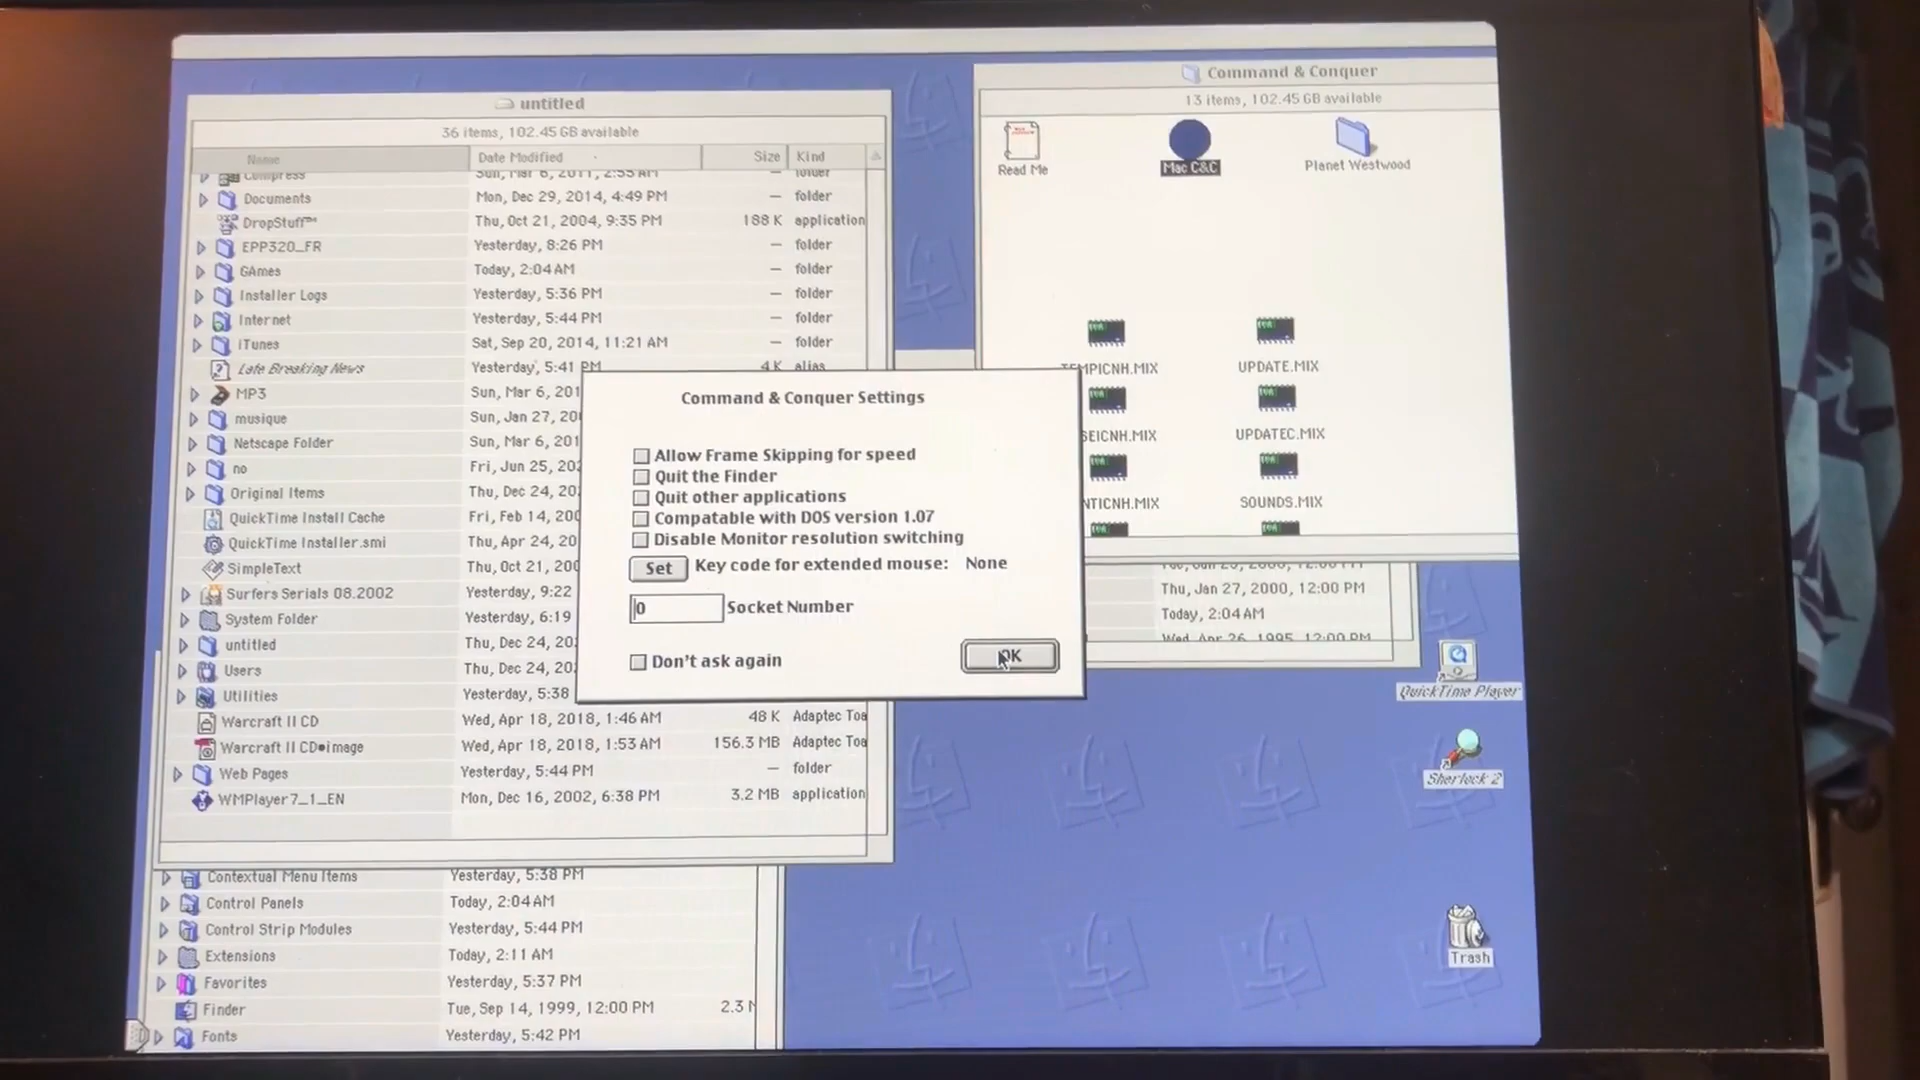 untitled
36 items, 102.45 GB available
Name Date Modified Size Kind
Compress Sun, Mar 6, 2011, 2:55 AM — folder
Documents Mon, Dec 29, 2014, 4:49 PM — folder
DropStuff™ Thu, Oct 21, 2004, 9:35 PM 188 K application
EPP320_FR Yesterday, 8:26 PM — folder
GAmes Today, 2:04 AM — folder
Installer Logs Yesterday, 5:36 PM — folder
Internet Yesterday, 5:44 PM — folder
iTunes Sat, Sep 20, 2014, 11:21 AM — folder
Late Breaking News Yesterday, 5:41 PM 4 K alias
MP3 Sun, Mar 6, 201
musique Sun, Jan 27, 20
Netscape Folder Sun, Mar 6, 201
no Fri, Jun 25, 20
Original Items Thu, Dec 24, 20
QuickTime Install Cache Fri, Feb 14, 200
QuickTime Installer.smi Thu, Apr 24, 20
SimpleText Thu, Oct 21, 200
Surfers Serials 08.2002 Yesterday, 9:22
System Folder Yesterday, 6:19
untitled Thu, Dec 24, 20
Users Thu, Dec 24, 20
Utilities Yesterday, 5:38
Warcraft II CD Wed, Apr 18, 2018, 1:46 AM 48 K Adaptec Toa
Warcraft II CD•image Wed, Apr 18, 2018, 1:53 AM 156.3 MB Adaptec Toa
Web Pages Yesterday, 5:44 PM — folder
WMPlayer7_1_EN Mon, Dec 16, 2002, 6:38 PM 3.2 MB application
Contextual Menu Items Yesterday, 5:38 PM
Control Panels Today, 2:04 AM
Control Strip Modules Yesterday, 5:44 PM
Extensions Today, 2:11 AM
Favorites Yesterday, 5:37 PM
Finder Tue, Sep 14, 1999, 12:00 PM 2.3 M
Fonts Yesterday, 5:42 PM
Command & Conquer Settings
Allow Frame Skipping for speed
Quit the Finder
Quit other applications
Compatable with DOS version 1.07
Disable Monitor resolution switching
Set Key code for extended mouse: None
0 Socket Number
Don't ask again
OK
Command & Conquer
13 items, 102.45 GB available
Read Me
Mac C&C
Planet Westwood
TEMPICNH.MIX
UPDATE.MIX
SEICNH.MIX
UPDATEC.MIX
NTICNH.MIX
SOUNDS.MIX
Thu, Jan 27, 2000, 12:00 PM
Today, 2:04 AM
Wed, Apr 26, 1995, 12:00 PM
QuickTime Player
Sherlock 2
Trash